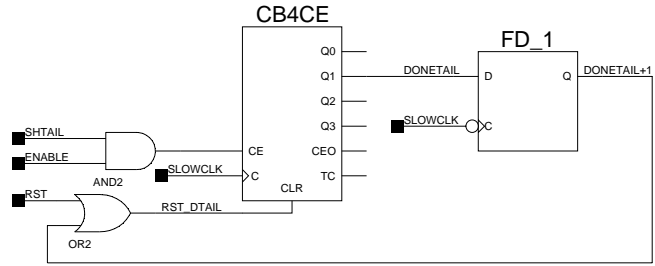 CB4CE
FD_1
Q0
Q1
DONETAIL
D
Q
DONETAIL+1
Q2
SHTAIL
Q3
SLOWCLK
C
ENABLE
CE
CEO
AND2
SLOWCLK
C
TC
CLR
RST
RST_DTAIL
OR2